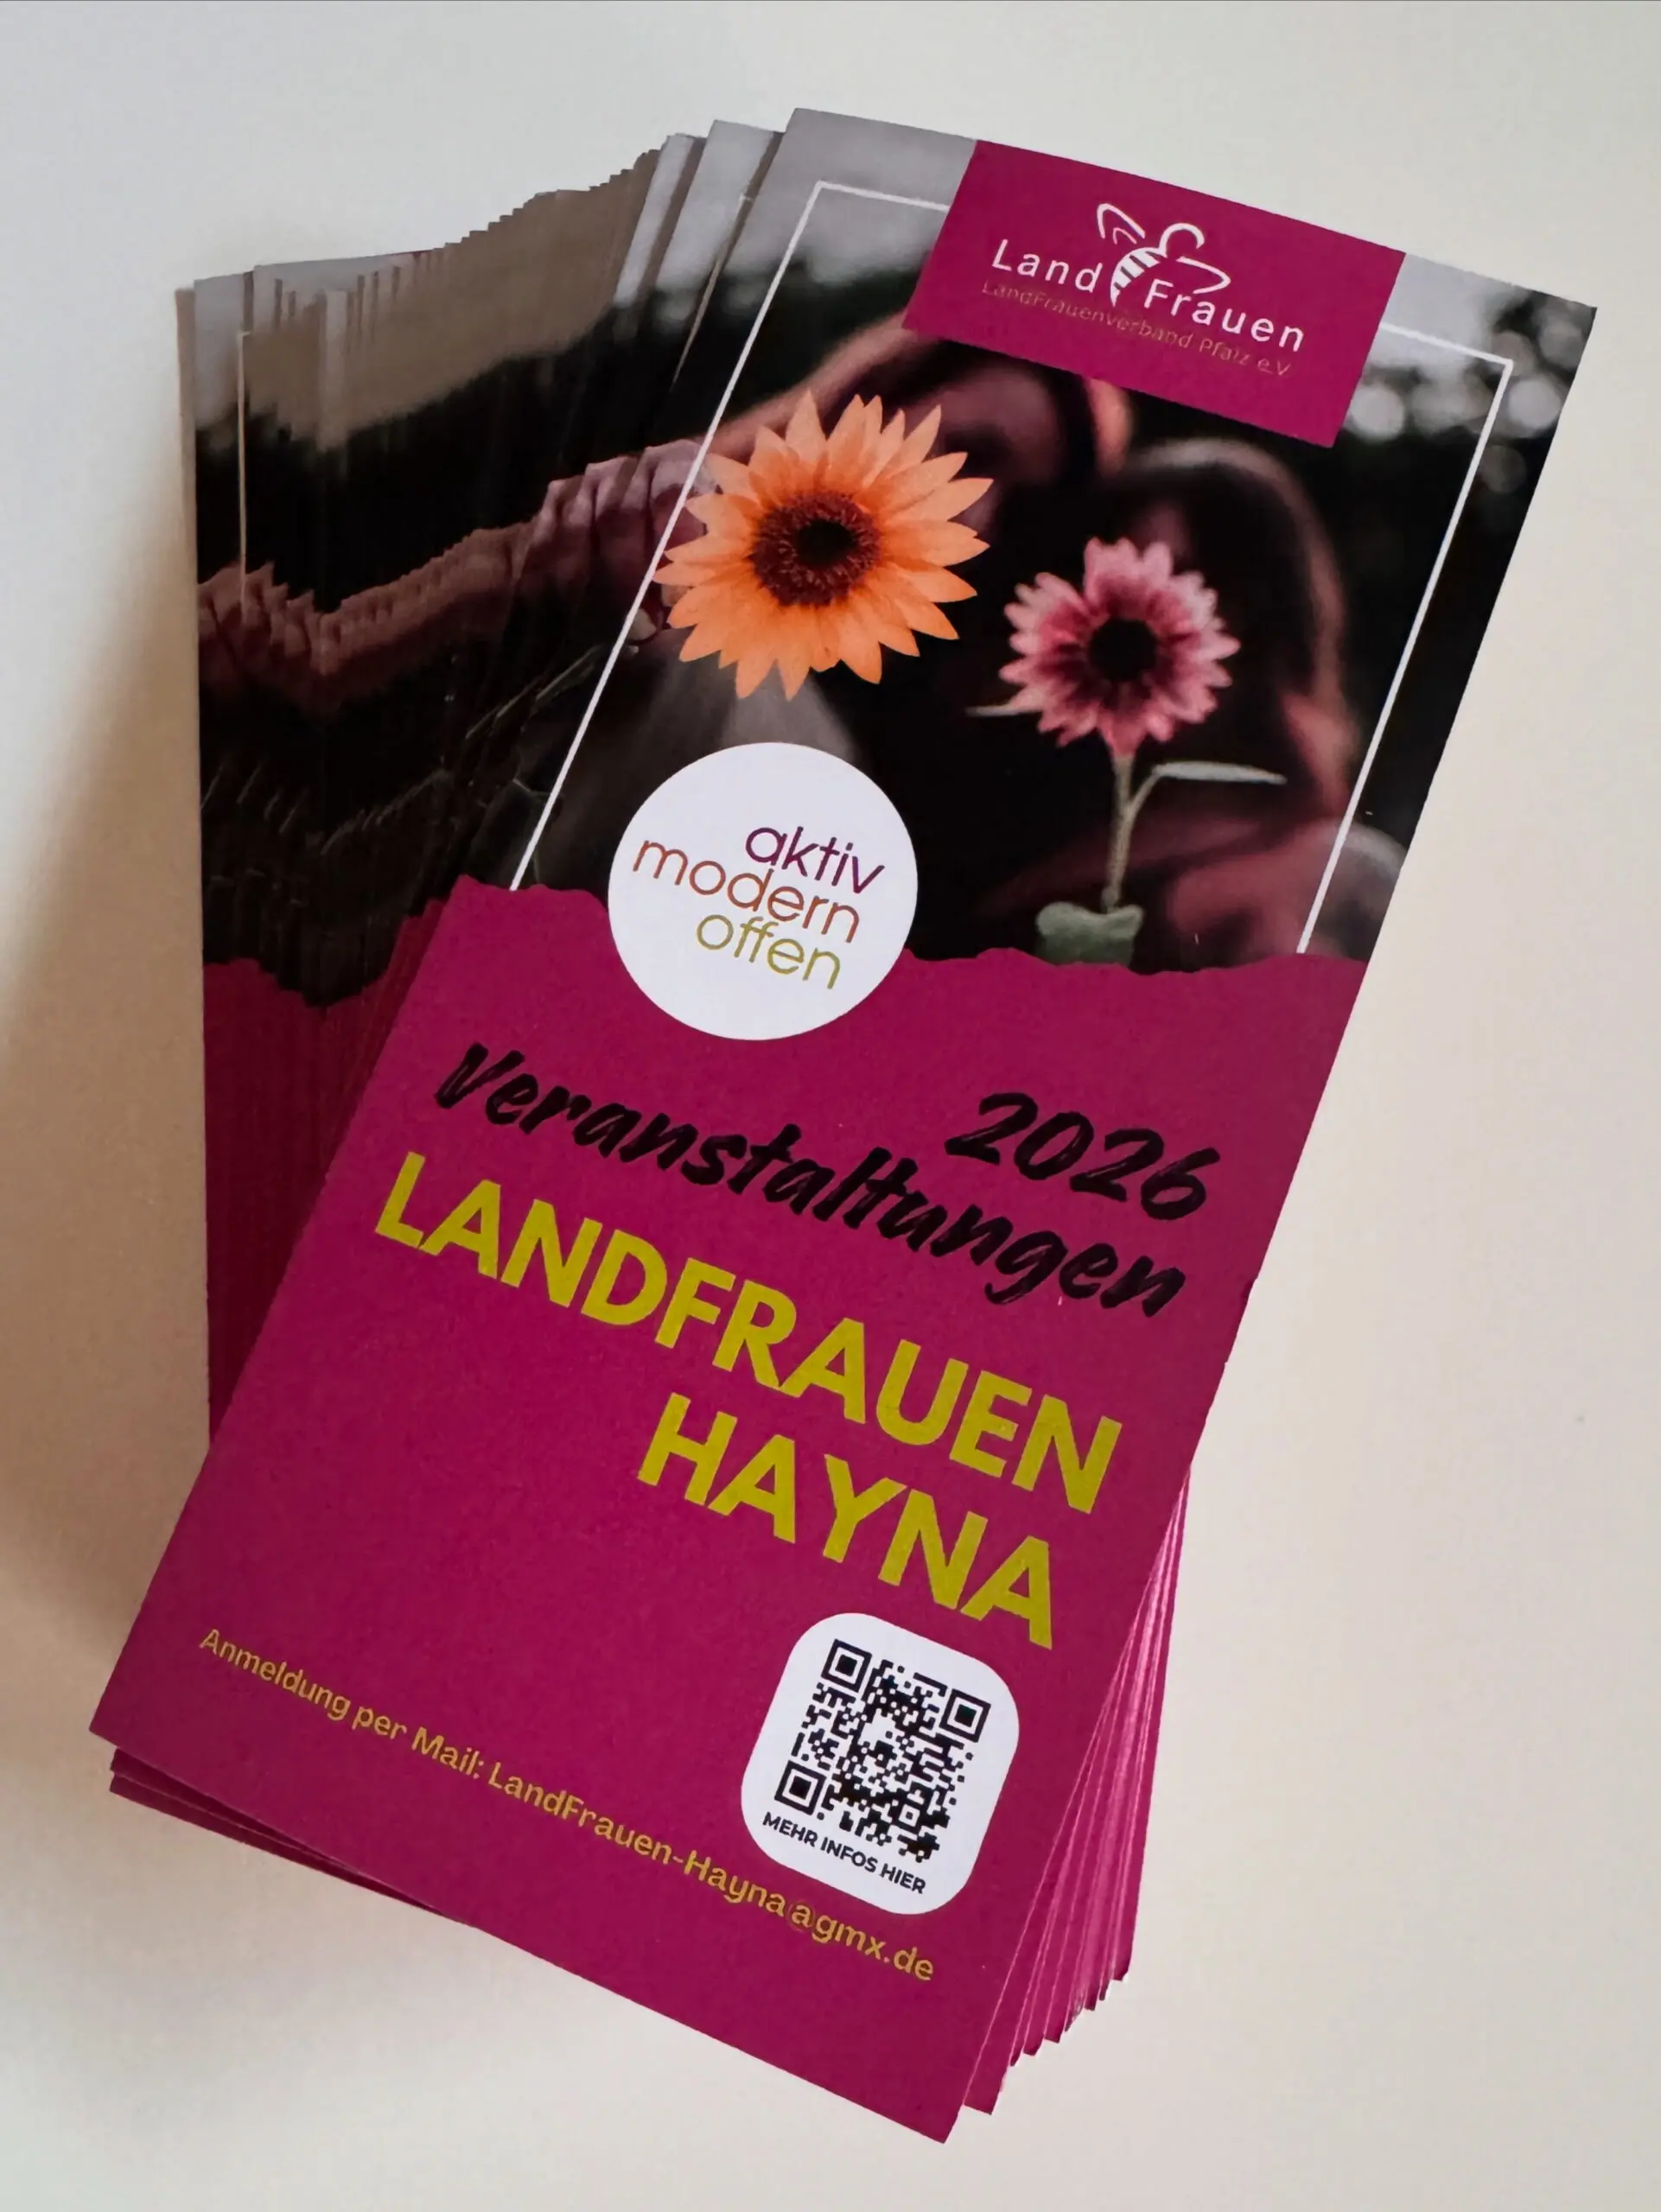 Land Frauen
LandFrauenverband Pfalz e.V
aktiv
modern
offen
2026
Veranstaltungen
LANDFRAUEN
HAYNA
MEHR INFOS HIER
Anmeldung per Mail: LandFrauen-Hayna@gmx.de